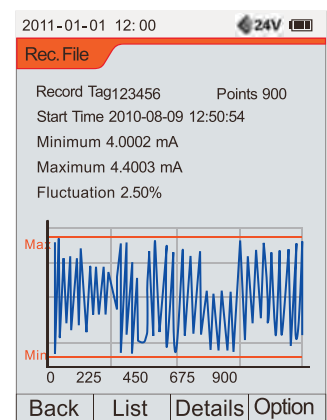 2011-01-01 12:00 24V
Rec. File
Record Tag123456 Points 900
Start Time 2010-08-09 12:50:54
Minimum 4.0002 mA
Maximum 4.4003 mA
Fluctuation 2.50%
Max
Min
0 225 450 675 900
Back List Details Option